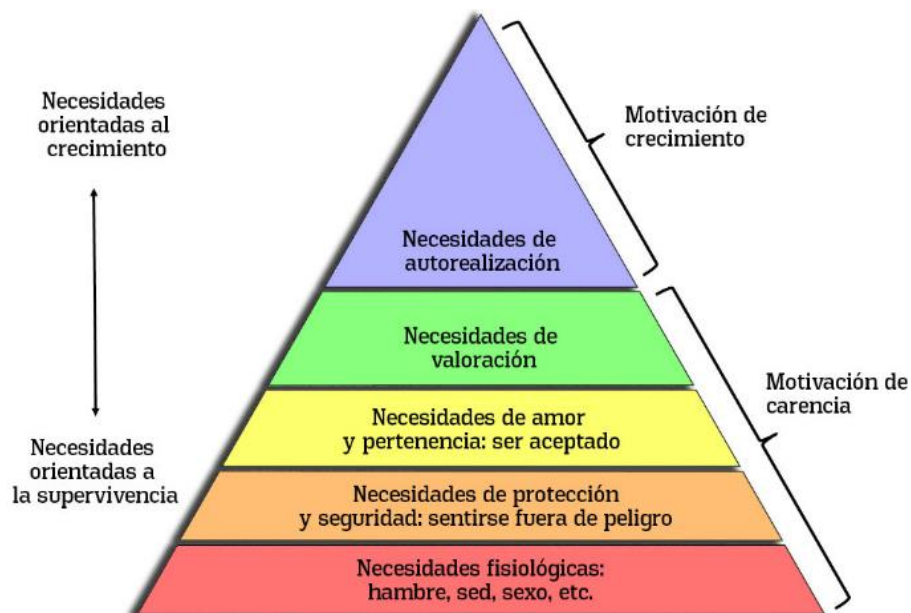 Necesidades
orientadas al
crecimiento
Motivación de
crecimiento
Necesidades de
autorealización
Necesidades de
valoración
Motivación de
carencia
Necesidades de amor
y pertenencia: ser aceptado
Necesidades
orientadas a
la supervivencia
Necesidades de protección
y seguridad: sentirse fuera de peligro
Necesidades fisiológicas:
hambre, sed, sexo, etc.